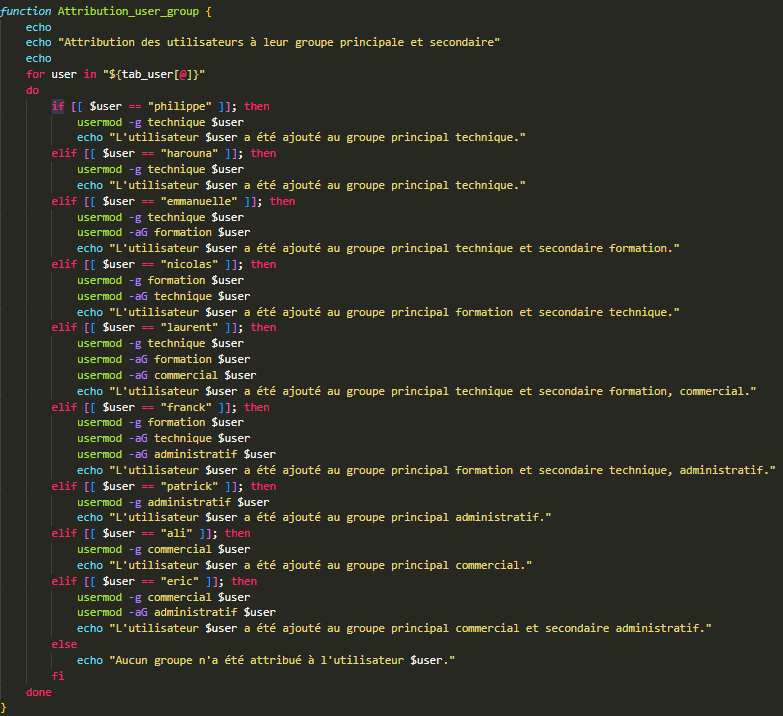 function Attribution_user_group {
    echo
    echo "Attribution des utilisateurs à leur groupe principale et secondaire"
    echo
    for user in "${tab_user[@]}"
    do
        if [[ $user == "philippe" ]]; then
            usermod -g technique $user
            echo "L'utilisateur $user a été ajouté au groupe principal technique."
        elif [[ $user == "harouna" ]]; then
            usermod -g technique $user
            echo "L'utilisateur $user a été ajouté au groupe principal technique."
        elif [[ $user == "emmanuelle" ]]; then
            usermod -g technique $user
            usermod -aG formation $user
            echo "L'utilisateur $user a été ajouté au groupe principal technique et secondaire formation."
        elif [[ $user == "nicolas" ]]; then
            usermod -g formation $user
            usermod -aG technique $user
            echo "L'utilisateur $user a été ajouté au groupe principal formation et secondaire technique."
        elif [[ $user == "laurent" ]]; then
            usermod -g technique $user
            usermod -aG formation $user
            usermod -aG commercial $user
            echo "L'utilisateur $user a été ajouté au groupe principal technique et secondaire formation, commercial."
        elif [[ $user == "franck" ]]; then
            usermod -g formation $user
            usermod -aG technique $user
            usermod -aG administratif $user
            echo "L'utilisateur $user a été ajouté au groupe principal formation et secondaire technique, administratif."
        elif [[ $user == "patrick" ]]; then
            usermod -g administratif $user
            echo "L'utilisateur $user a été ajouté au groupe principal administratif."
        elif [[ $user == "ali" ]]; then
            usermod -g commercial $user
            echo "L'utilisateur $user a été ajouté au groupe principal commercial."
        elif [[ $user == "eric" ]]; then
            usermod -g commercial $user
            usermod -aG administratif $user
            echo "L'utilisateur $user a été ajouté au groupe principal commercial et secondaire administratif."
        else
            echo "Aucun groupe n'a été attribué à l'utilisateur $user."
        fi
    done
}